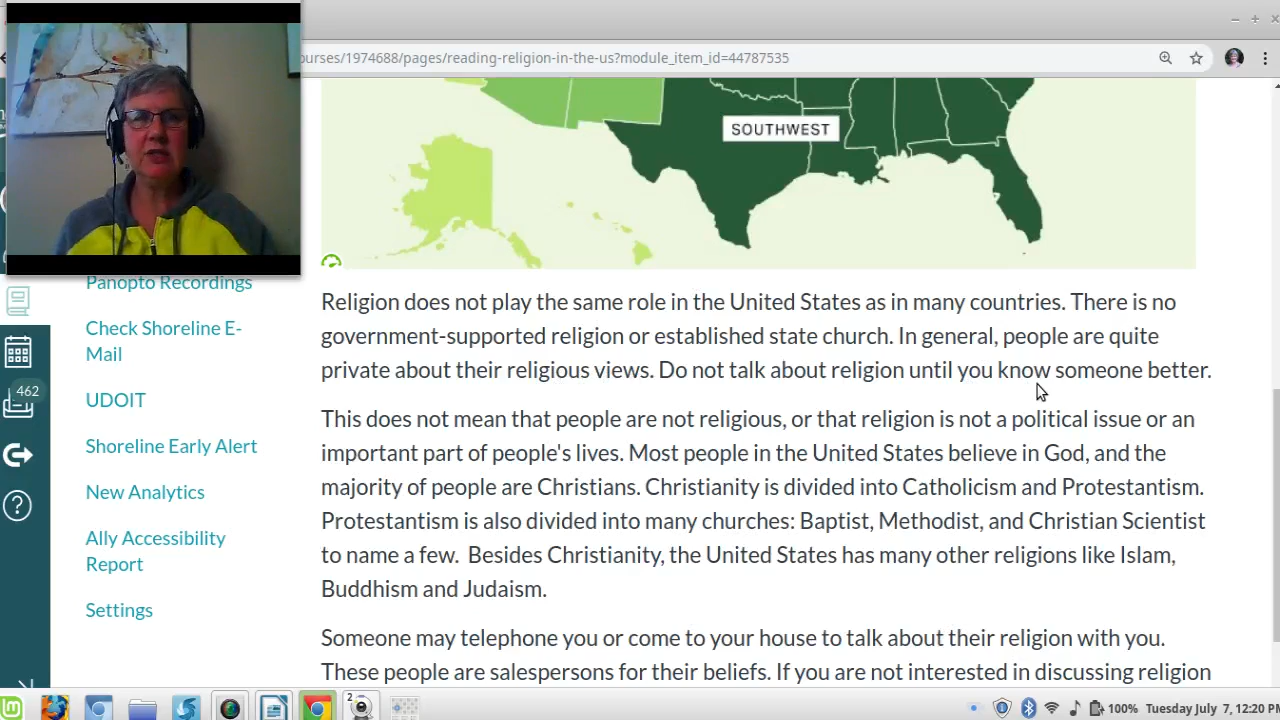 ourses/1974688/pages/reading-religion-in-the-us?module_item_id=44787535
SOUTHWEST
Panopto Recordings
Check Shoreline E-
Mail
UDOIT
Shoreline Early Alert
New Analytics
Ally Accessibility
Report
Settings
462
Religion does not play the same role in the United States as in many countries. There is no
government-supported religion or established state church. In general, people are quite
private about their religious views. Do not talk about religion until you know someone better.
This does not mean that people are not religious, or that religion is not a political issue or an
important part of people's lives. Most people in the United States believe in God, and the
majority of people are Christians. Christianity is divided into Catholicism and Protestantism.
Protestantism is also divided into many churches: Baptist, Methodist, and Christian Scientist
to name a few. Besides Christianity, the United States has many other religions like Islam,
Buddhism and Judaism.
Someone may telephone you or come to your house to talk about their religion with you.
These people are salespersons for their beliefs. If you are not interested in discussing religion
2
100%
Tuesday July 7, 12:20 PM